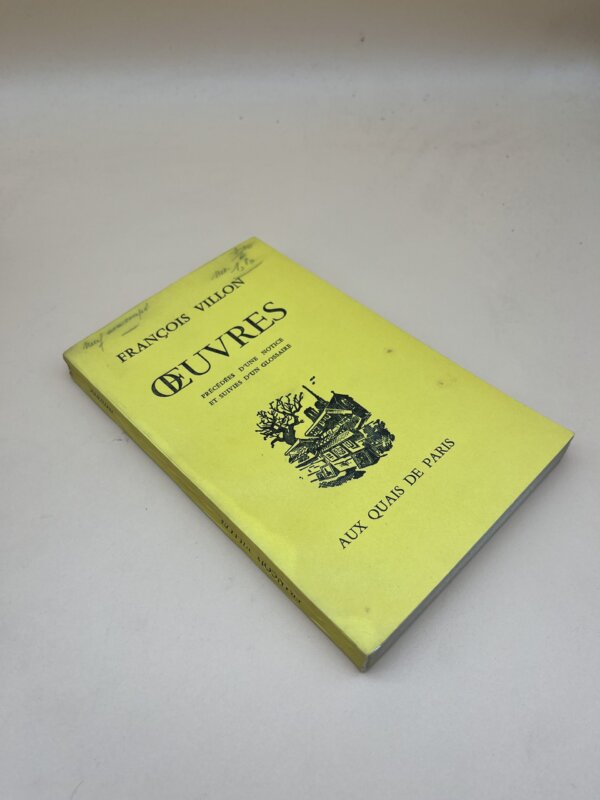 FRANÇOIS VILLON
ŒUVRES
PRÉCÉDÉES D'UNE NOTICE
ET SUIVIES D'UN GLOSSAIRE
AUX QUAIS DE PARIS